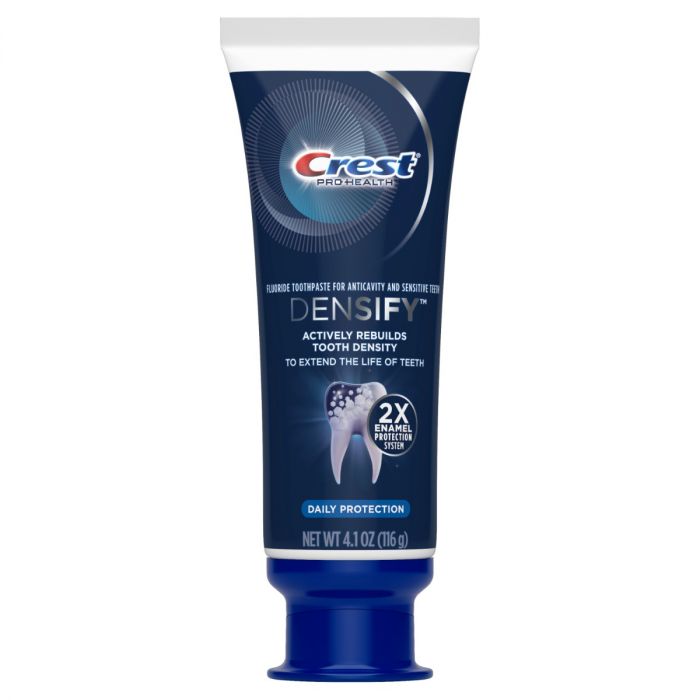 Crest
PRO-HEALTH
FLUORIDE TOOTHPASTE FOR ANTICAVITY AND SENSITIVE TEETH
DENSIFY™
ACTIVELY REBUILDS
TOOTH DENSITY
TO EXTEND THE LIFE OF TEETH
2X
ENAMEL
PROTECTION
SYSTEM
DAILY PROTECTION
NET WT 4.1 OZ (116 g)